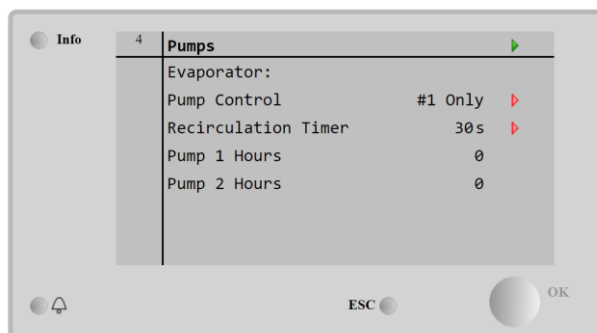 Info
4 Pumps
Evaporator:
Pump Control #1 Only
Recirculation Timer 30s
Pump 1 Hours 0
Pump 2 Hours 0
ESC
OK